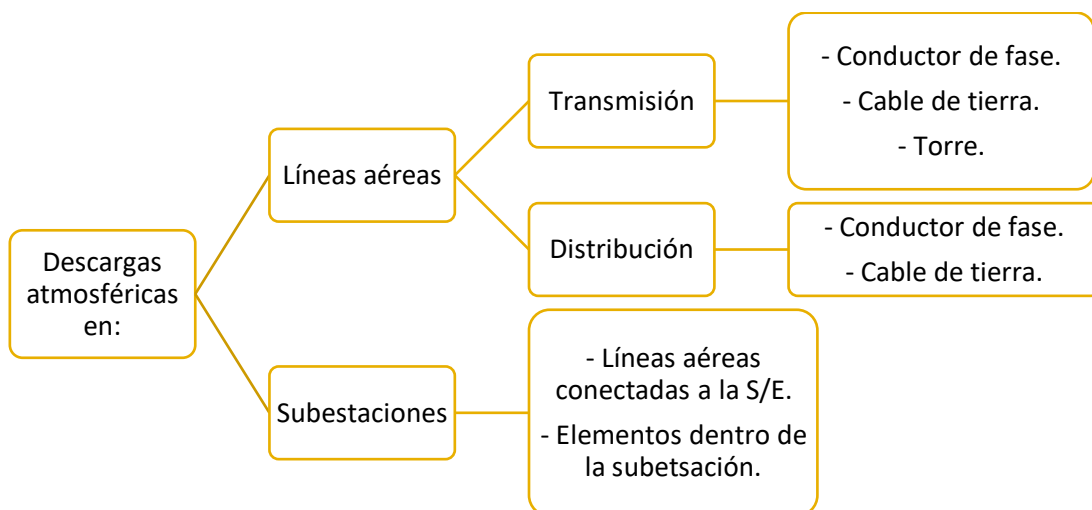 Descargas
atmosféricas
en:
Líneas aéreas
Transmisión
- Conductor de fase.
- Cable de tierra.
- Torre.
Distribución
- Conductor de fase.
- Cable de tierra.
Subestaciones
- Líneas aéreas
conectadas a la S/E.
- Elementos dentro de
la subetsación.